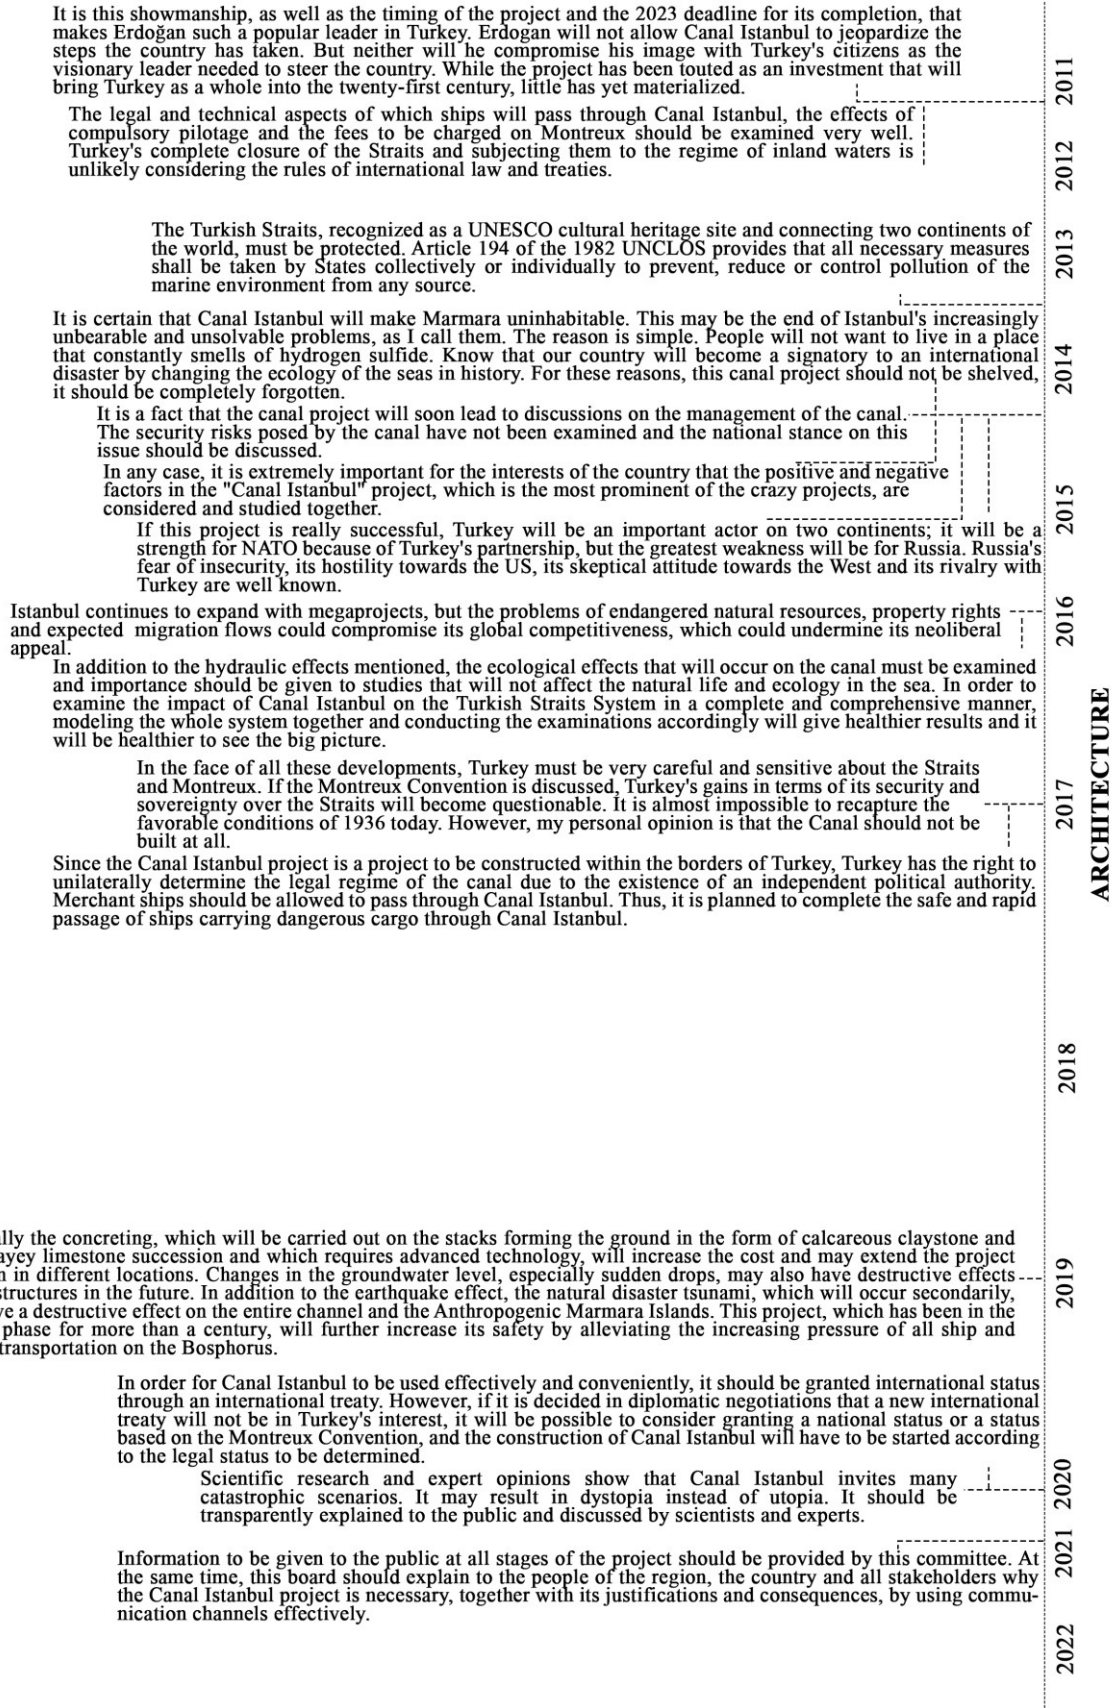 It is this showmanship, as well as the timing of the project and the 2023 deadline for its completion, that
makes Erdoğan such a popular leader in Turkey. Erdogan will not allow Canal Istanbul to jeopardize the
steps the country has taken. But neither will he compromise his image with Turkey's citizens as the
visionary leader needed to steer the country. While the project has been touted as an investment that will
bring Turkey as a whole into the twenty-first century, little has yet materialized.
2011
The legal and technical aspects of which ships will pass through Canal Istanbul, the effects of
compulsory pilotage and the fees to be charged on Montreux should be examined very well.
Turkey's complete closure of the Straits and subjecting them to the regime of inland waters is
unlikely considering the rules of international law and treaties.
2012
The Turkish Straits, recognized as a UNESCO cultural heritage site and connecting two continents of
the world, must be protected. Article 194 of the 1982 UNCLOS provides that all necessary measures
shall be taken by States collectively or individually to prevent, reduce or control pollution of the
marine environment from any source.
2013
It is certain that Canal Istanbul will make Marmara uninhabitable. This may be the end of Istanbul's increasingly
unbearable and unsolvable problems, as I call them. The reason is simple. People will not want to live in a place
that constantly smells of hydrogen sulfide. Know that our country will become a signatory to an international
disaster by changing the ecology of the seas in history. For these reasons, this canal project should not be shelved,
it should be completely forgotten.
2014
It is a fact that the canal project will soon lead to discussions on the management of the canal.
The security risks posed by the canal have not been examined and the national stance on this
issue should be discussed.
In any case, it is extremely important for the interests of the country that the positive and negative
factors in the "Canal Istanbul" project, which is the most prominent of the crazy projects, are
considered and studied together.
2015
If this project is really successful, Turkey will be an important actor on two continents; it will be a
strength for NATO because of Turkey's partnership, but the greatest weakness will be for Russia. Russia's
fear of insecurity, its hostility towards the US, its skeptical attitude towards the West and its rivalry with
Turkey are well known.
Istanbul continues to expand with megaprojects, but the problems of endangered natural resources, property rights
and expected migration flows could compromise its global competitiveness, which could undermine its neoliberal
appeal.
2016
In addition to the hydraulic effects mentioned, the ecological effects that will occur on the canal must be examined
and importance should be given to studies that will not affect the natural life and ecology in the sea. In order to
examine the impact of Canal Istanbul on the Turkish Straits System in a complete and comprehensive manner,
modeling the whole system together and conducting the examinations accordingly will give healthier results and it
will be healthier to see the big picture.
In the face of all these developments, Turkey must be very careful and sensitive about the Straits
and Montreux. If the Montreux Convention is discussed, Turkey's gains in terms of its security and
sovereignty over the Straits will become questionable. It is almost impossible to recapture the
favorable conditions of 1936 today. However, my personal opinion is that the Canal should not be
built at all.
2017
ARCHITECTURE
Since the Canal Istanbul project is a project to be constructed within the borders of Turkey, Turkey has the right to
unilaterally determine the legal regime of the canal due to the existence of an independent political authority.
Merchant ships should be allowed to pass through Canal Istanbul. Thus, it is planned to complete the safe and rapid
passage of ships carrying dangerous cargo through Canal Istanbul.
2018
lly the concreting, which will be carried out on the stacks forming the ground in the form of calcareous claystone and
ayey limestone succession and which requires advanced technology, will increase the cost and may extend the project
n in different locations. Changes in the groundwater level, especially sudden drops, may also have destructive effects
structures in the future. In addition to the earthquake effect, the natural disaster tsunami, which will occur secondarily,
ve a destructive effect on the entire channel and the Anthropogenic Marmara Islands. This project, which has been in the
phase for more than a century, will further increase its safety by alleviating the increasing pressure of all ship and
transportation on the Bosphorus.
2019
In order for Canal Istanbul to be used effectively and conveniently, it should be granted international status
through an international treaty. However, if it is decided in diplomatic negotiations that a new international
treaty will not be in Turkey's interest, it will be possible to consider granting a national status or a status
based on the Montreux Convention, and the construction of Canal Istanbul will have to be started according
to the legal status to be determined.
Scientific research and expert opinions show that Canal Istanbul invites many
catastrophic scenarios. It may result in dystopia instead of utopia. It should be
transparently explained to the public and discussed by scientists and experts.
2020
Information to be given to the public at all stages of the project should be provided by this committee. At
the same time, this board should explain to the people of the region, the country and all stakeholders why
the Canal Istanbul project is necessary, together with its justifications and consequences, by using commu-
nication channels effectively.
2021
2022